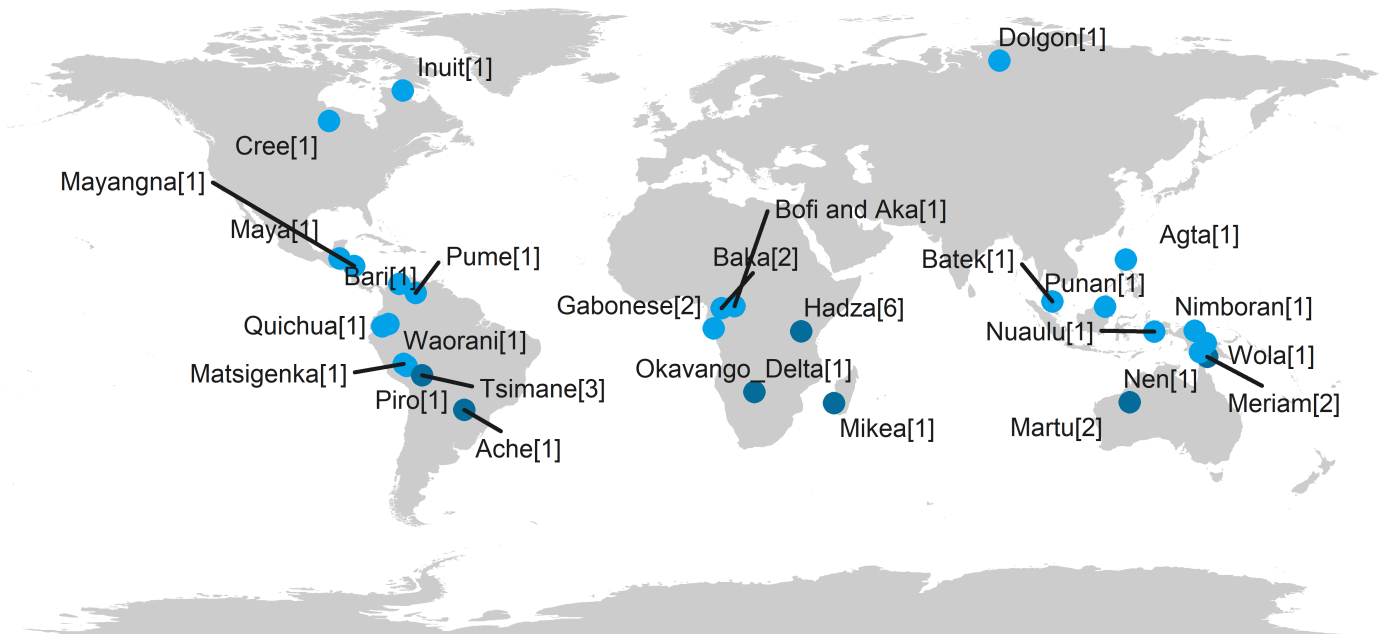 Dolgon[1]
Inuit[1]
Cree[1]
Mayangna[1]
Bofi and Aka[1]
Maya[1]
Agta[1]
Pume[1]
Baka[2]
Batek[1]
Bari[1]
Punan[1]
Gabonese[2]
Hadza[6]
Nimboran[1]
Quichua[1]
Nuaulu[1]
Waorani[1]
Wola[1]
Matsigenka[1]
Okavango_Delta[1]
Nen[1]
Tsimane[3]
Piro[1]
Meriam[2]
Mikea[1]
Martu[2]
Ache[1]